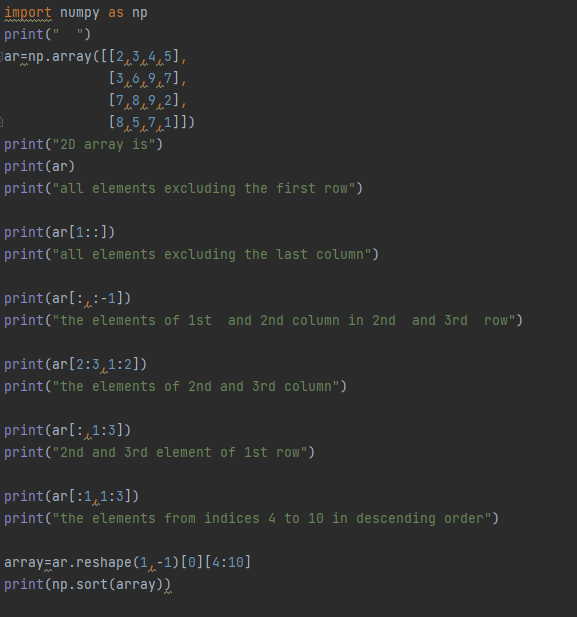 import numpy as np
print("  ")
ar=np.array([[2,3,4,5],
             [3,6,9,7],
             [7,8,9,2],
             [8,5,7,1]])
print("2D array is")
print(ar)
print("all elements excluding the first row")
print(ar[1::])
print("all elements excluding the last column")
print(ar[:,:-1])
print("the elements of 1st  and 2nd column in 2nd  and 3rd  row")
print(ar[2:3,1:2])
print("the elements of 2nd and 3rd column")
print(ar[:,1:3])
print("2nd and 3rd element of 1st row")
print(ar[:1,1:3])
print("the elements from indices 4 to 10 in descending order")
array=ar.reshape(1,-1)[0][4:10]
print(np.sort(array))